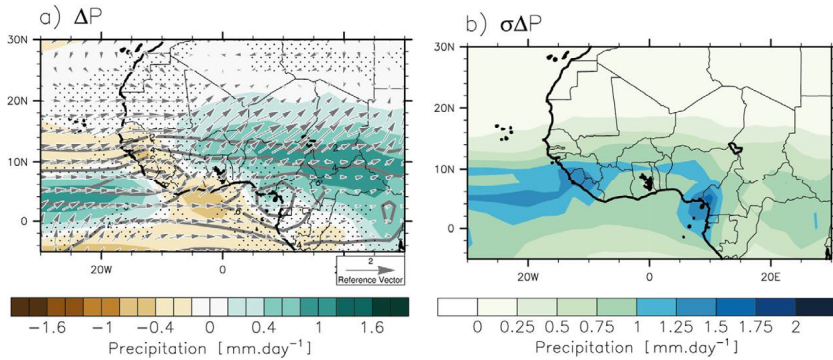 a) ΔP
b) σΔP
30N
20N
10N
0
20W
0
20E
2
Reference Vector
30N
20N
10N
0
20W
0
20E
−1.6 −1 −0.4 0 0.4 1 1.6
Precipitation [mm.day⁻¹]
0 0.25 0.5 0.75 1 1.25 1.5 1.75 2
Precipitation [mm.day⁻¹]